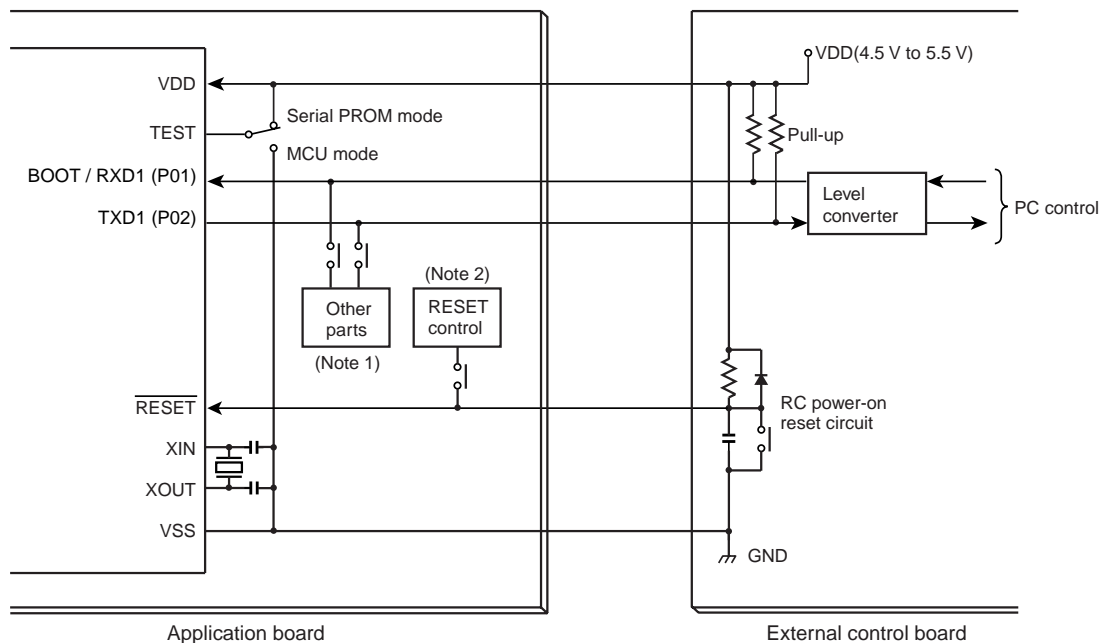 VDD(4.5 V to 5.5 V)
VDD
Serial PROM mode
TEST
Pull-up
MCU mode
BOOT / RXD1 (P01)
Level
converter
PC control
TXD1 (P02)
(Note 2)
Other
parts
RESET
control
(Note 1)
RC power-on
reset circuit
RESET
XIN
XOUT
VSS
GND
Application board
External control board